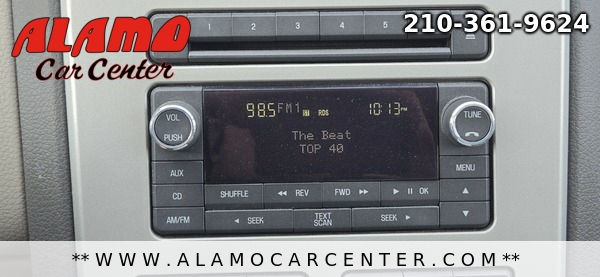 ALAMO
Car Center
210-361-9624
1 2 3 4 5
98.5 FM1 RDS 10:13 PM
VOL
PUSH
The Beat
TOP 40
TUNE
AUX
MENU
CD
SHUFFLE ◄◄ REV FWD ►► ► II OK
AM/FM
◄ SEEK TEXT SCAN SEEK ►
▲
▼
**WWW.ALAMOCARCENTER.COM**